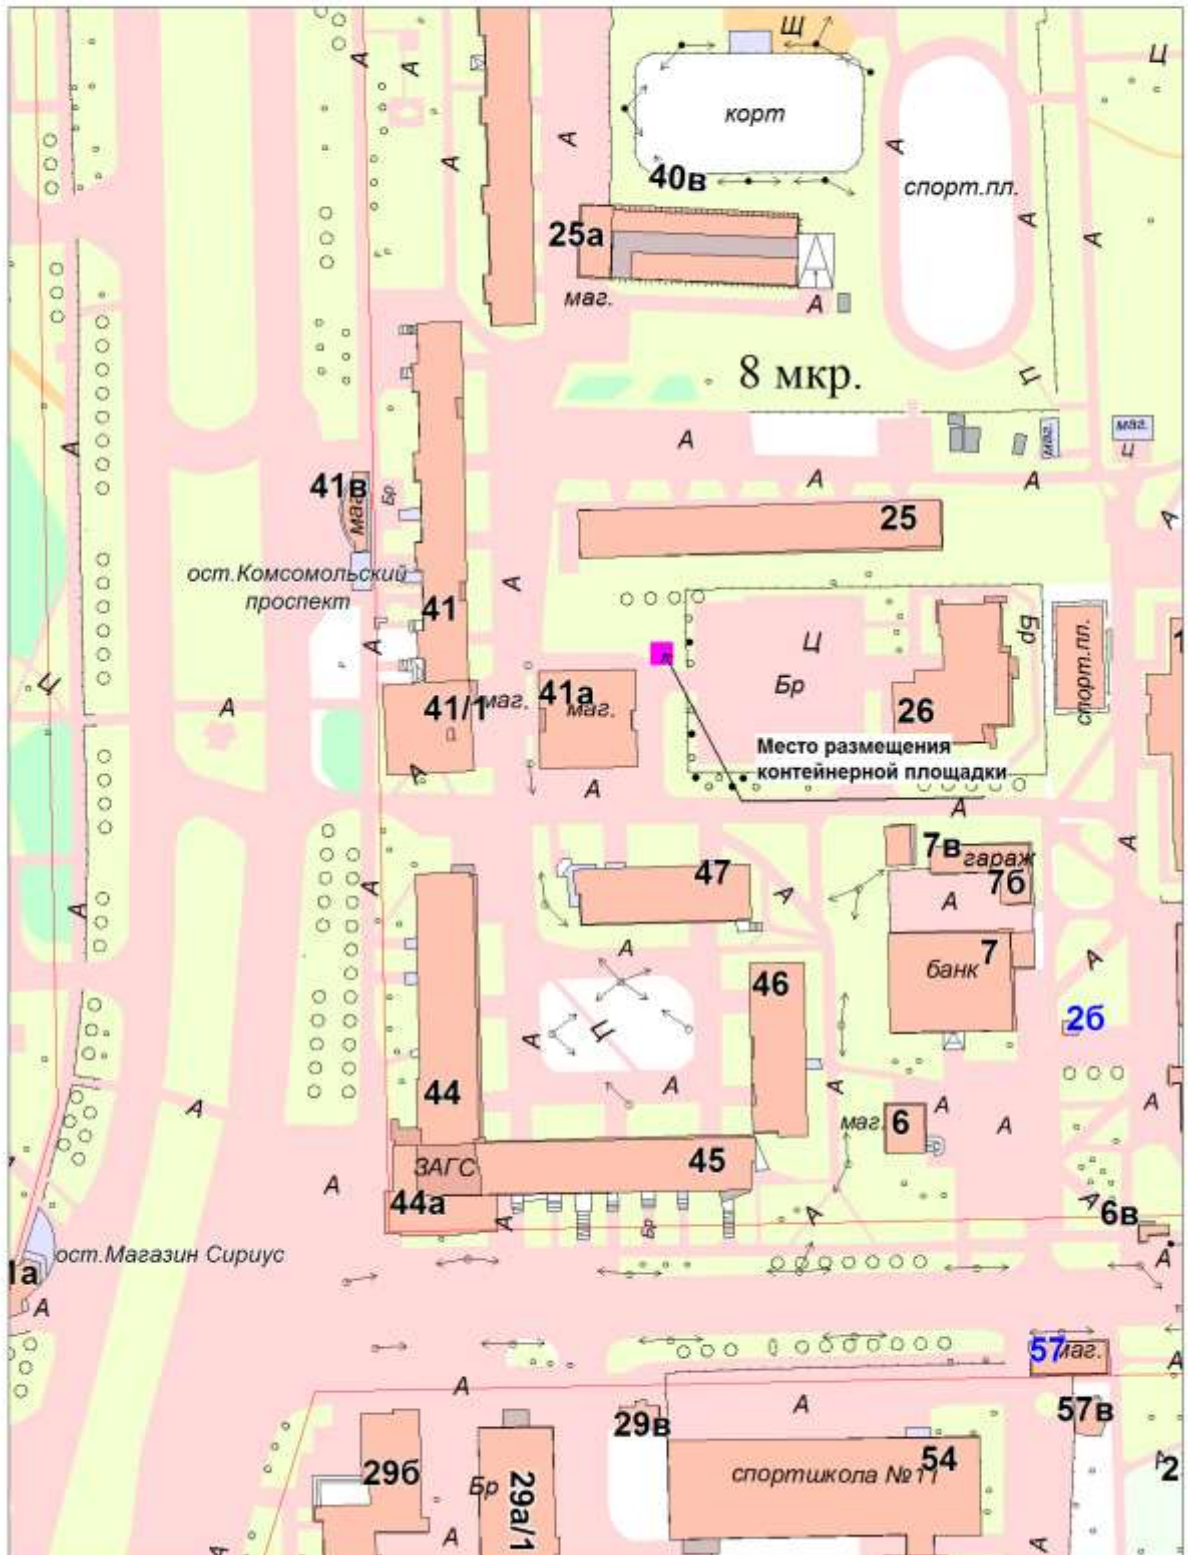 А
А
Щ
Ц
корт
А
А
А
40в
спорт.пл.
25а
А
А
маг.
А
8 мкр.
Ц
А
А
маг.
маг.
Ц
41в
маг.
Бр
А
А
25
А
ост.Комсомольский
проспект
А
41
А
Ц
Бр
Бр
спорт.пл.
Ц
А
41/1
маг.
41а
маг.
26
Место размещения
контейнерной площадки
А
А
А
А
7в
гараж
7б
47
А
А
А
А
А
банк
7
А
46
2б
А
Ц
А
А
44
А
маг.
6
А
А
А
ЗАГС
45
А
44а
А
Бр
А
А
6в
ост.Магазин Сириус
1а
А
А
57
маг.
А
А
А
57в
29в
29б
Бр
29а/1
спортшкола №11
54
2
А
А
А